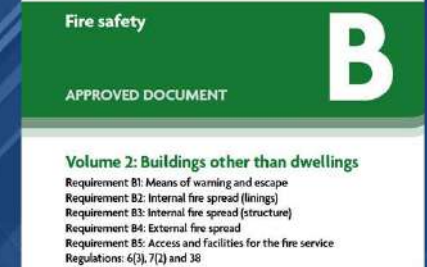 Fire safety
B
APPROVED DOCUMENT
Volume 2: Buildings other than dwellings
Requirement B1: Means of warning and escape
Requirement B2: Internal fire spread (linings)
Requirement B3: Internal fire spread (structure)
Requirement B4: External fire spread
Requirement B5: Access and facilities for the fire service
Regulations: 6(3), 7(2) and 38